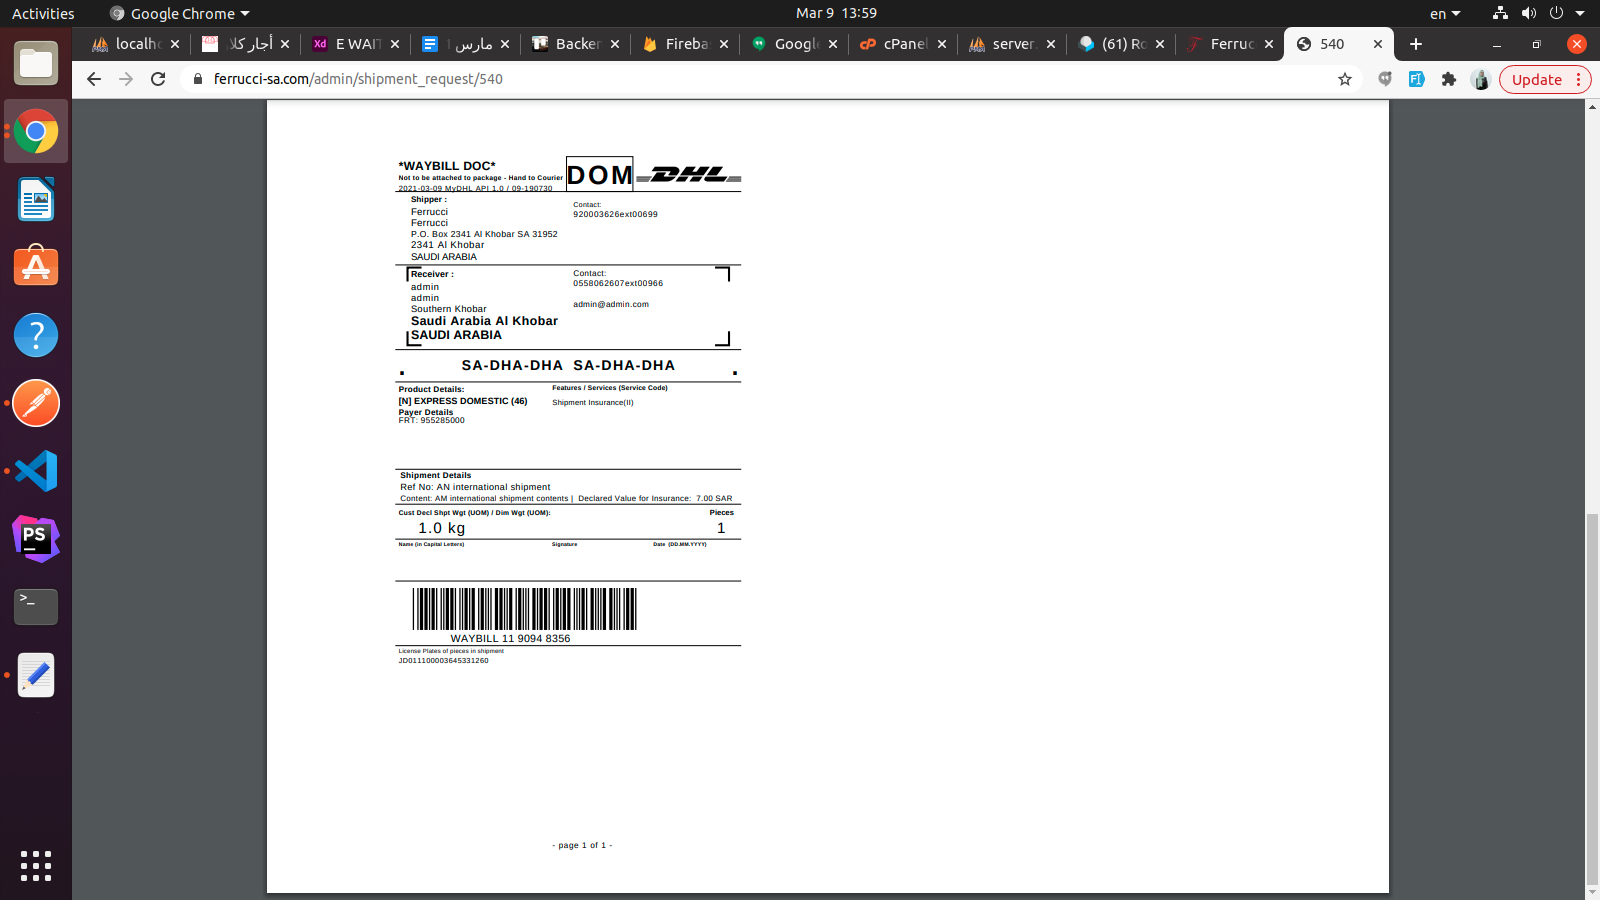 Activities
Google Chrome
Mar 9 13:59
en
localh
أجار كلا
E WAIT
مارس 1
Backer
Fireba
Google
cPanel
server.
(61) Ro
Ferruc
540
ferrucci-sa.com/admin/shipment_request/540
Update
*WAYBILL DOC*
Not to be attached to package - Hand to Courier
2021-03-09 MyDHL API 1.0 / 09-190730
DOM
DHL
Shipper :
Ferrucci
Ferrucci
P.O. Box 2341 Al Khobar SA 31952
2341 Al Khobar
SAUDI ARABIA
Contact:
920003626ext00699
Receiver :
admin
admin
Southern Khobar
Saudi Arabia Al Khobar
SAUDI ARABIA
Contact:
0558062607ext00966
admin@admin.com
. SA-DHA-DHA SA-DHA-DHA .
Product Details:
[N] EXPRESS DOMESTIC (46)
Payer Details
FRT: 955285000
Features / Services (Service Code)
Shipment Insurance(II)
Shipment Details
Ref No: AN international shipment
Content: AM international shipment contents | Declared Value for Insurance: 7.00 SAR
Cust Decl Shpt Wgt (UOM) / Dim Wgt (UOM):
Pieces
1.0 kg
1
Name (in Capital Letters)
Signature
Date (DD.MM.YYYY)
WAYBILL 11 9094 8356
License Plates of pieces in shipment
JD011100003645331260
- page 1 of 1 -